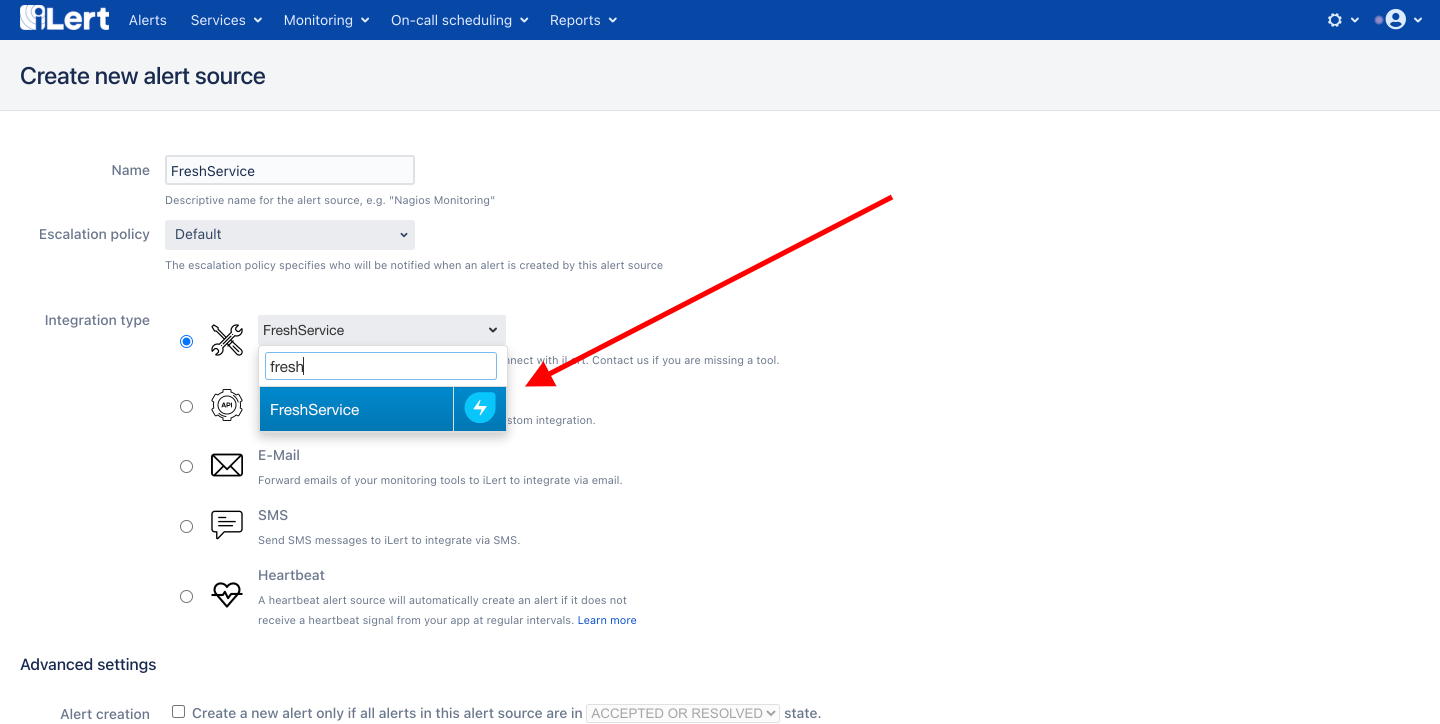 iLert Alerts Services Monitoring On-call scheduling Reports
Create new alert source
Name FreshService
Descriptive name for the alert source, e.g. "Nagios Monitoring"
Escalation policy Default
The escalation policy specifies who will be notified when an alert is created by this alert source
Integration type FreshService
fresh
with Contact us if you are missing a tool.
FreshService
API
integration.
E-Mail
Forward emails of your monitoring tools to iLert to integrate via email.
SMS
Send SMS messages to iLert to integrate via SMS.
Heartbeat
A heartbeat alert source will automatically create an alert if it does not
receive a heartbeat signal from your app at regular intervals. Learn more
Advanced settings
Alert creation Create a new alert only if all alerts in this alert source are in ACCEPTED OR RESOLVED state.